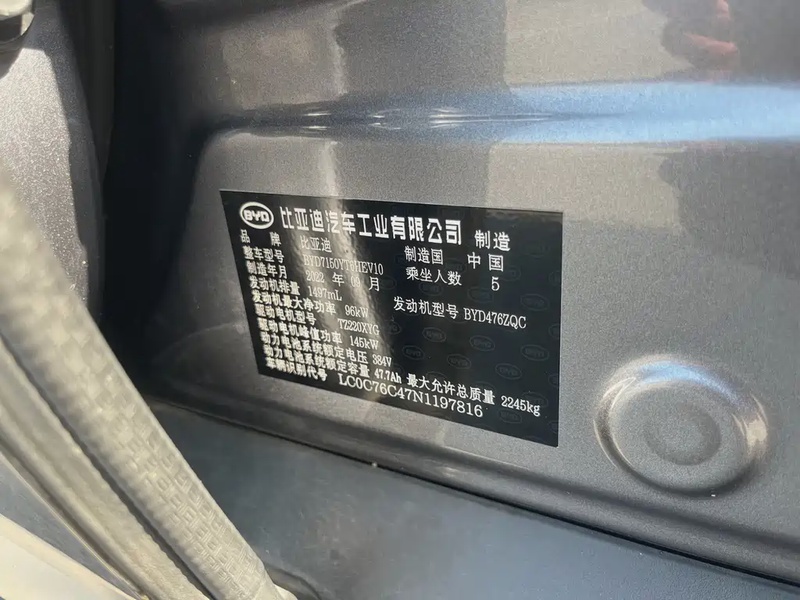 BYD 比亚迪汽车工业有限公司 制造
品牌 比亚迪 制造国 中国
整车型号 BYD7150YT6HEV10 乘坐人数 5
制造年月 2022 年 09 月
发动机排量 1497mL 发动机型号 BYD476ZQC
发动机最大净功率 96kW
驱动电机型号 TZ220XYG
驱动电机峰值功率 145kW
动力电池系统额定电压 384V
动力电池系统额定容量 47.7Ah 最大允许总质量 2245kg
车辆识别代号 LC0C76C47N1197816